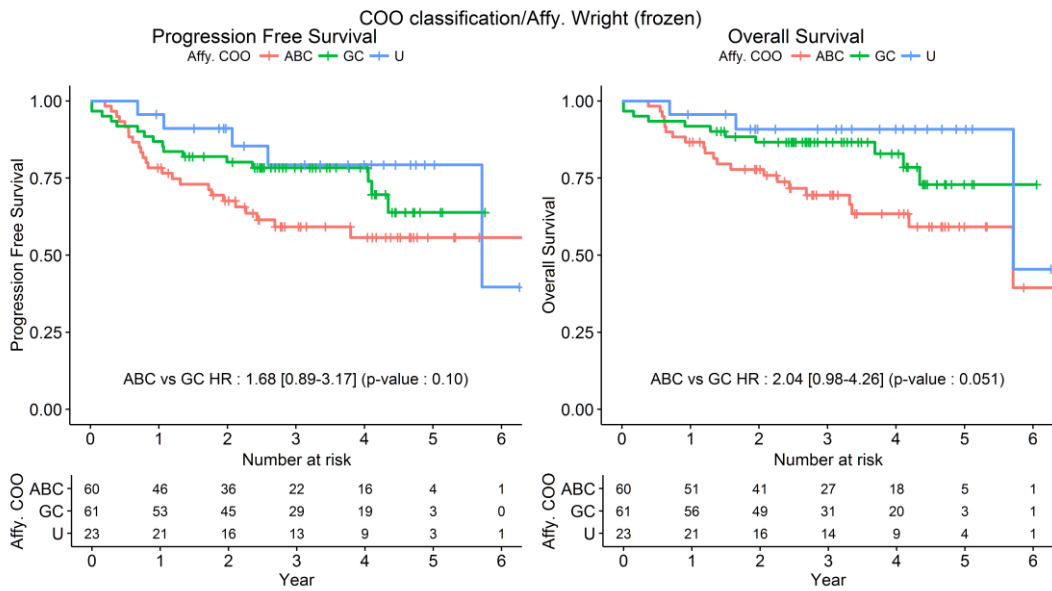 COO classification/Affy. Wright (frozen)
Progression Free Survival
Affy. COO ABC GC U
Progression Free Survival
1.00
0.75
0.50
0.25
0.00
ABC vs GC HR : 1.68 [0.89-3.17] (p-value : 0.10)
0 1 2 3 4 5 6
Number at risk
Affy. COO
ABC 60 46 36 22 16 4 1
GC 61 53 45 29 19 3 0
U 23 21 16 13 9 3 1
0 1 2 3 4 5 6
Year
Overall Survival
Affy. COO ABC GC U
Overall Survival
1.00
0.75
0.50
0.25
0.00
ABC vs GC HR : 2.04 [0.98-4.26] (p-value : 0.051)
0 1 2 3 4 5 6
Number at risk
Affy. COO
ABC 60 51 41 27 18 5 1
GC 61 56 49 31 20 3 1
U 23 21 16 14 9 4 1
0 1 2 3 4 5 6
Year